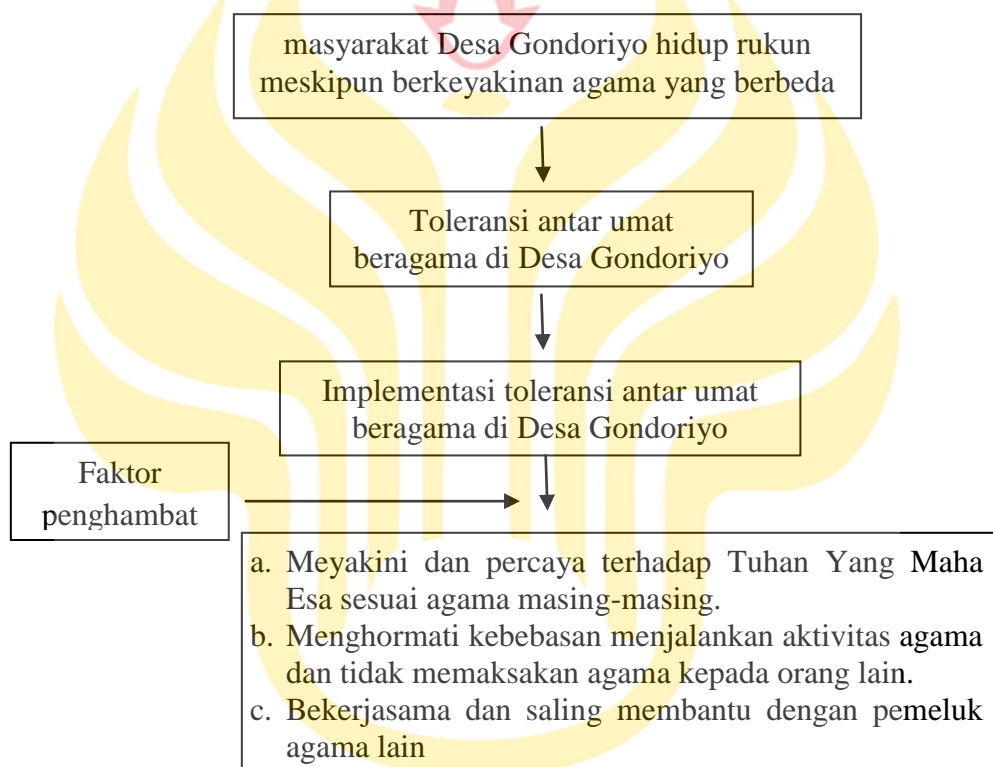 masyarakat Desa Gondoriyo hidup rukun
meskipun berkeyakinan agama yang berbeda
Toleransi antar umat
beragama di Desa Gondoriyo
Implementasi toleransi antar umat
beragama di Desa Gondoriyo
Faktor
penghambat
a. Meyakini dan percaya terhadap Tuhan Yang Maha
Esa sesuai agama masing-masing.
b. Menghormati kebebasan menjalankan aktivitas agama
dan tidak memaksakan agama kepada orang lain.
c. Bekerjasama dan saling membantu dengan pemeluk
agama lain